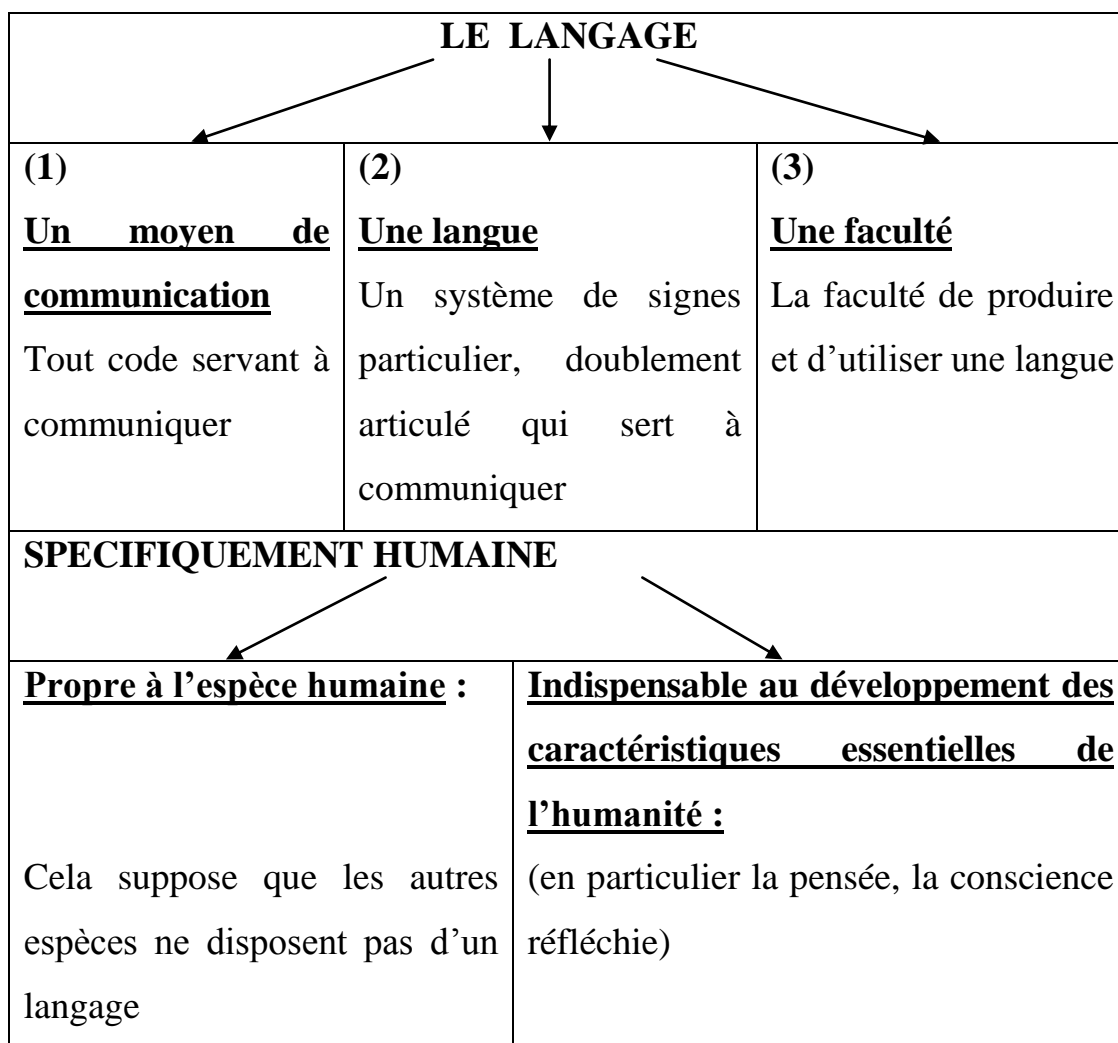 LE LANGAGE
(1)
Un moyen de
communication
Tout code servant à
communiquer
(2)
Une langue
Un système de signes
particulier, doublement
articulé qui sert à
communiquer
(3)
Une faculté
La faculté de produire
et d’utiliser une langue
SPECIFIQUEMENT HUMAINE
Propre à l’espèce humaine :
Cela suppose que les autres
espèces ne disposent pas d’un
langage
Indispensable au développement des
caractéristiques essentielles de
l’humanité :
(en particulier la pensée, la conscience
réfléchie)